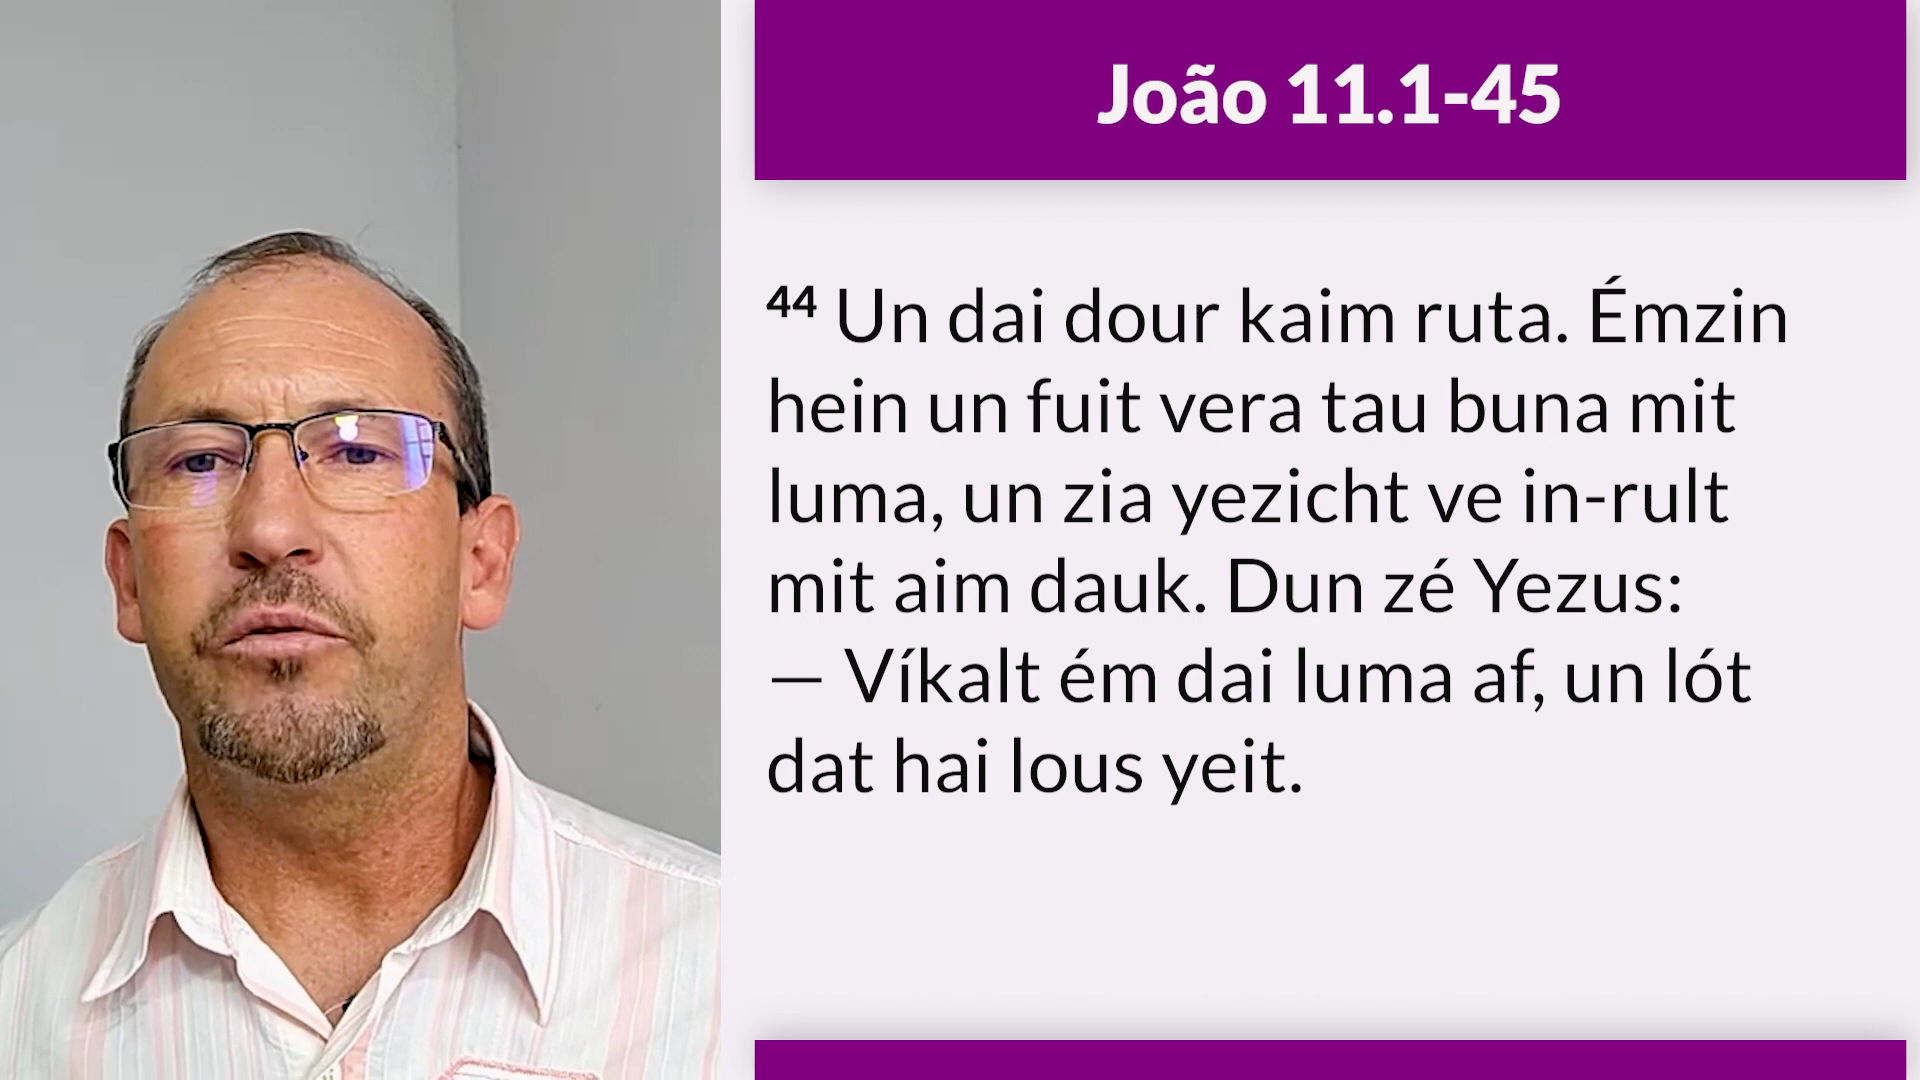 João 11.1-45
⁴⁴ Un dai dour kaim ruta. Émzin
hein un fuit vera tau buna mit
luma, un zia yezicht ve in-rult
mit aim dauk. Dun zé Yezus:
— Víkalt ém dai luma af, un lót
dat hai lous yeit.